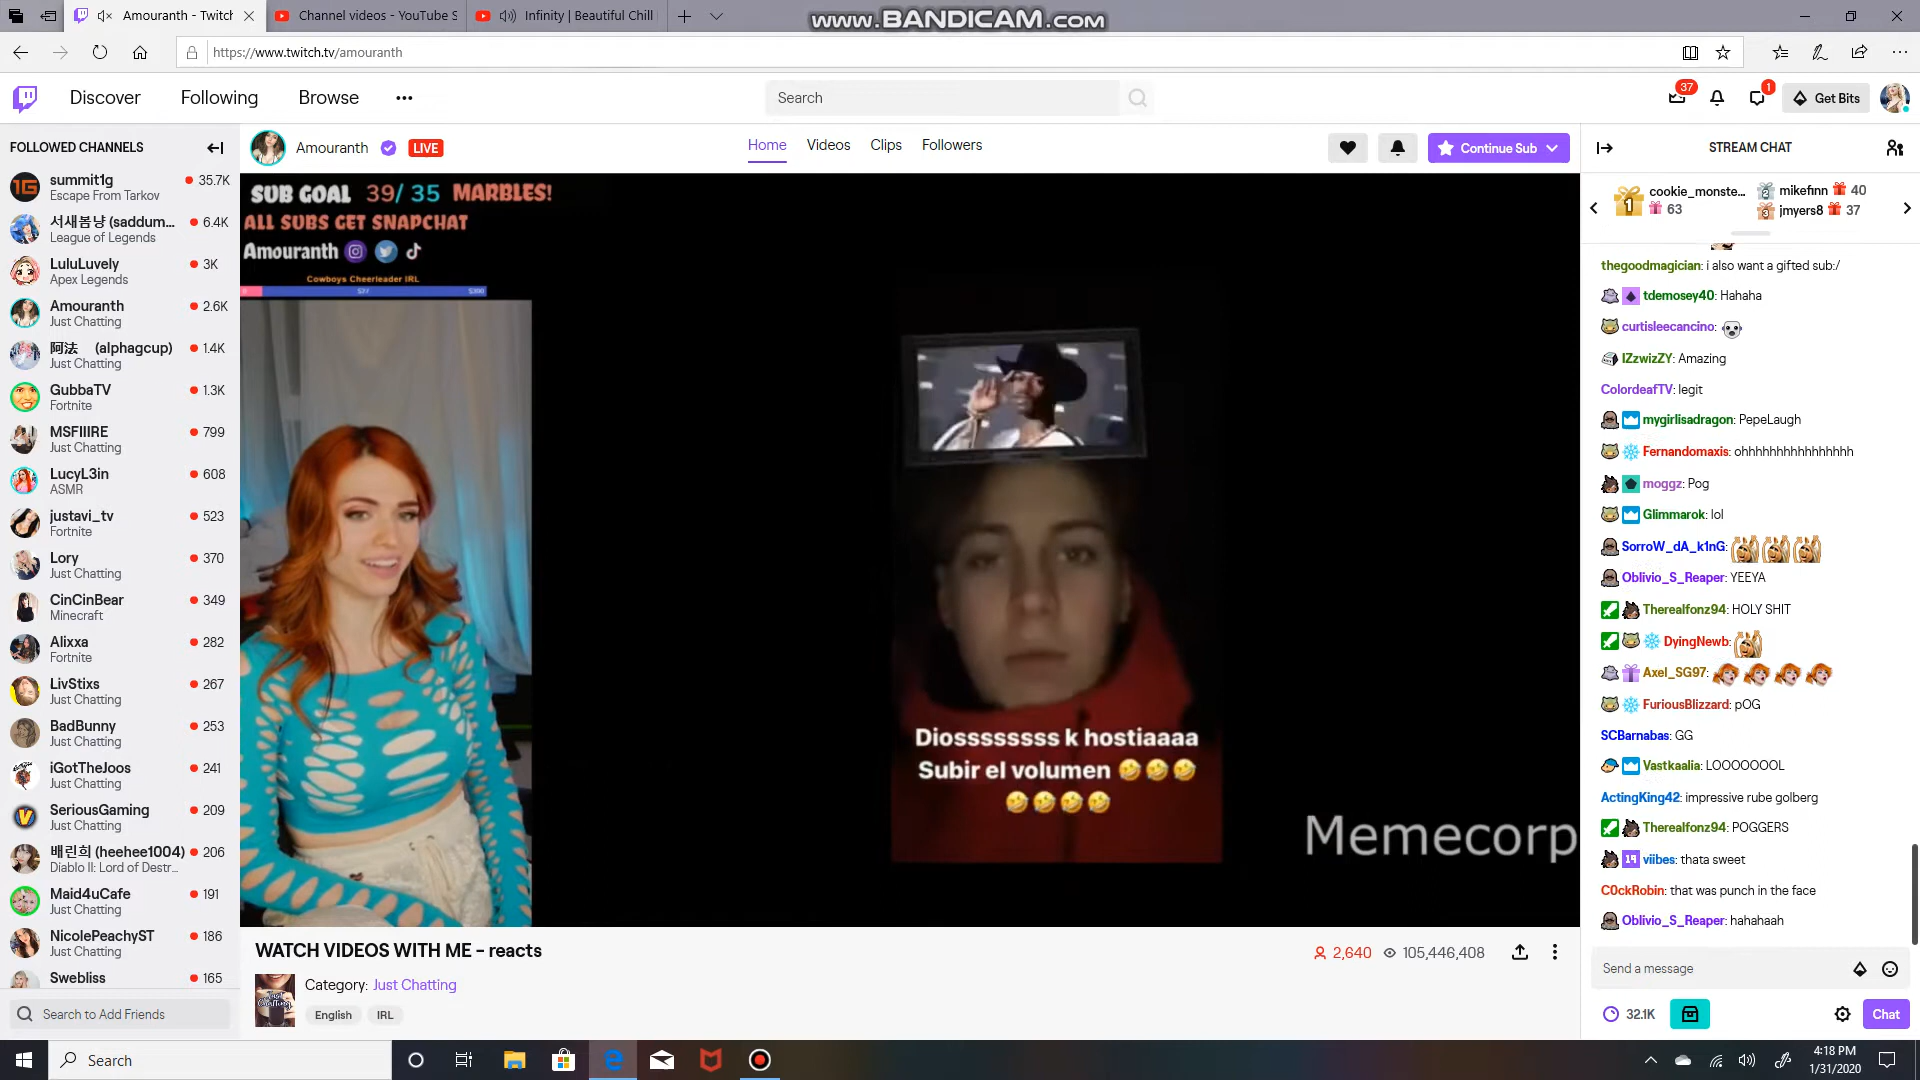 Amouranth - Twitch
Channel videos - YouTube S
Infinity | Beautiful Chill
www.BANDICAM.com
https://www.twitch.tv/amouranth
Discover
Following
Browse
Search
37
1
Get Bits
FOLLOWED CHANNELS
summit1g
35.7K
Escape From Tarkov
서새봄냥 (saddum...
6.4K
League of Legends
LuluLuvely
3K
Apex Legends
Amouranth
2.6K
Just Chatting
阿法 (alphagcup)
1.4K
Just Chatting
GubbaTV
1.3K
Fortnite
MSFIIIRE
799
Just Chatting
LucyL3in
608
ASMR
justavi_tv
523
Fortnite
Lory
370
Just Chatting
CinCinBear
349
Minecraft
Alixxa
282
Fortnite
LivStixs
267
Just Chatting
BadBunny
253
Just Chatting
iGotTheJoos
241
Just Chatting
SeriousGaming
209
Just Chatting
배린희 (heehee1004)
206
Diablo II: Lord of Destr...
Maid4uCafe
191
Just Chatting
NicolePeachyST
186
Just Chatting
Swebliss
165
Search to Add Friends
Amouranth
LIVE
Home
Videos
Clips
Followers
Continue Sub
SUB GOAL 39/ 35 MARBLES!
ALL SUBS GET SNAPCHAT
Amouranth
Cowboys Cheerleader IRL
Diosssssssss k hostiaaaa
Subir el volumen 🤣🤣🤣
🤣🤣🤣🤣
Memecorp
WATCH VIDEOS WITH ME - reacts
2,640
105,446,408
Category: Just Chatting
English
IRL
STREAM CHAT
1
cookie_monste...
63
2
mikefinn
40
3
jmyers8
37
thegoodmagician: i also want a gifted sub:/
tdemosey40: Hahaha
curtisleecancino:
IZzwizZY: Amazing
ColordeafTV: legit
mygirlisadragon: PepeLaugh
Fernandomaxis: ohhhhhhhhhhhhhhhh
moggz: Pog
Glimmarok: lol
SorroW_dA_k1nG:
Oblivio_S_Reaper: YEEYA
Therealfonz94: HOLY SHIT
DyingNewb:
Axel_SG97:
FuriousBlizzard: pOG
SCBarnabas: GG
Vastkaalia: LOOOOOOOL
ActingKing42: impressive rube golberg
Therealfonz94: POGGERS
viibes: thata sweet
C0ckRobin: that was punch in the face
Oblivio_S_Reaper: hahahaah
Send a message
32.1K
Chat
Search
4:18 PM
1/31/2020